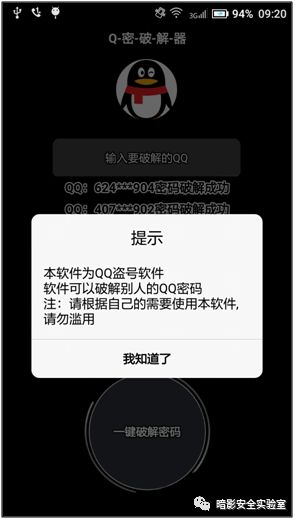 3G 94% 09:20
Q-密-破-解-器
输入要破解的QQ
QQ：624***904密码破解成功
QQ：407***902密码破解成功
提示
本软件为QQ盗号软件
软件可以破解别人的QQ密码
注：请根据自己的需要使用本软件,
请勿滥用
我知道了
一键破解密码
暗影安全实验室